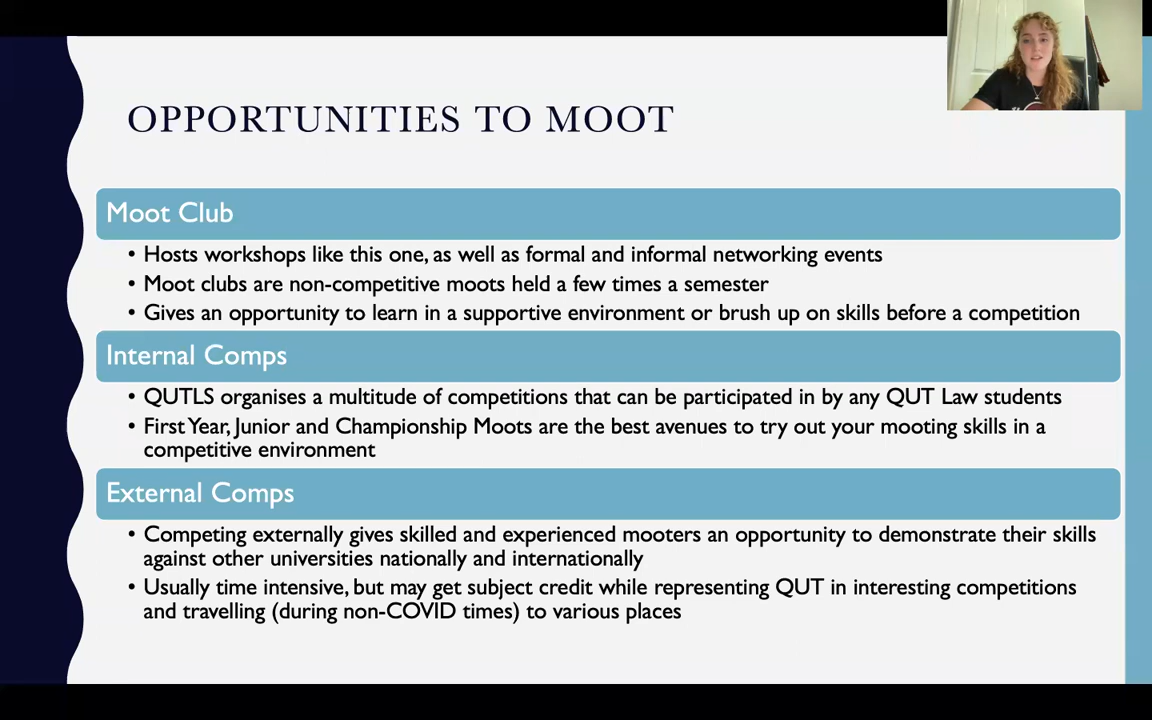 OPPORTUNITIES TO MOOT
Moot Club
• Hosts workshops like this one, as well as formal and informal networking events
• Moot clubs are non-competitive moots held a few times a semester
• Gives an opportunity to learn in a supportive environment or brush up on skills before a competition
Internal Comps
• QUTLS organises a multitude of competitions that can be participated in by any QUT Law students
• First Year, Junior and Championship Moots are the best avenues to try out your mooting skills in a
competitive environment
External Comps
• Competing externally gives skilled and experienced mooters an opportunity to demonstrate their skills
against other universities nationally and internationally
• Usually time intensive, but may get subject credit while representing QUT in interesting competitions
and travelling (during non-COVID times) to various places